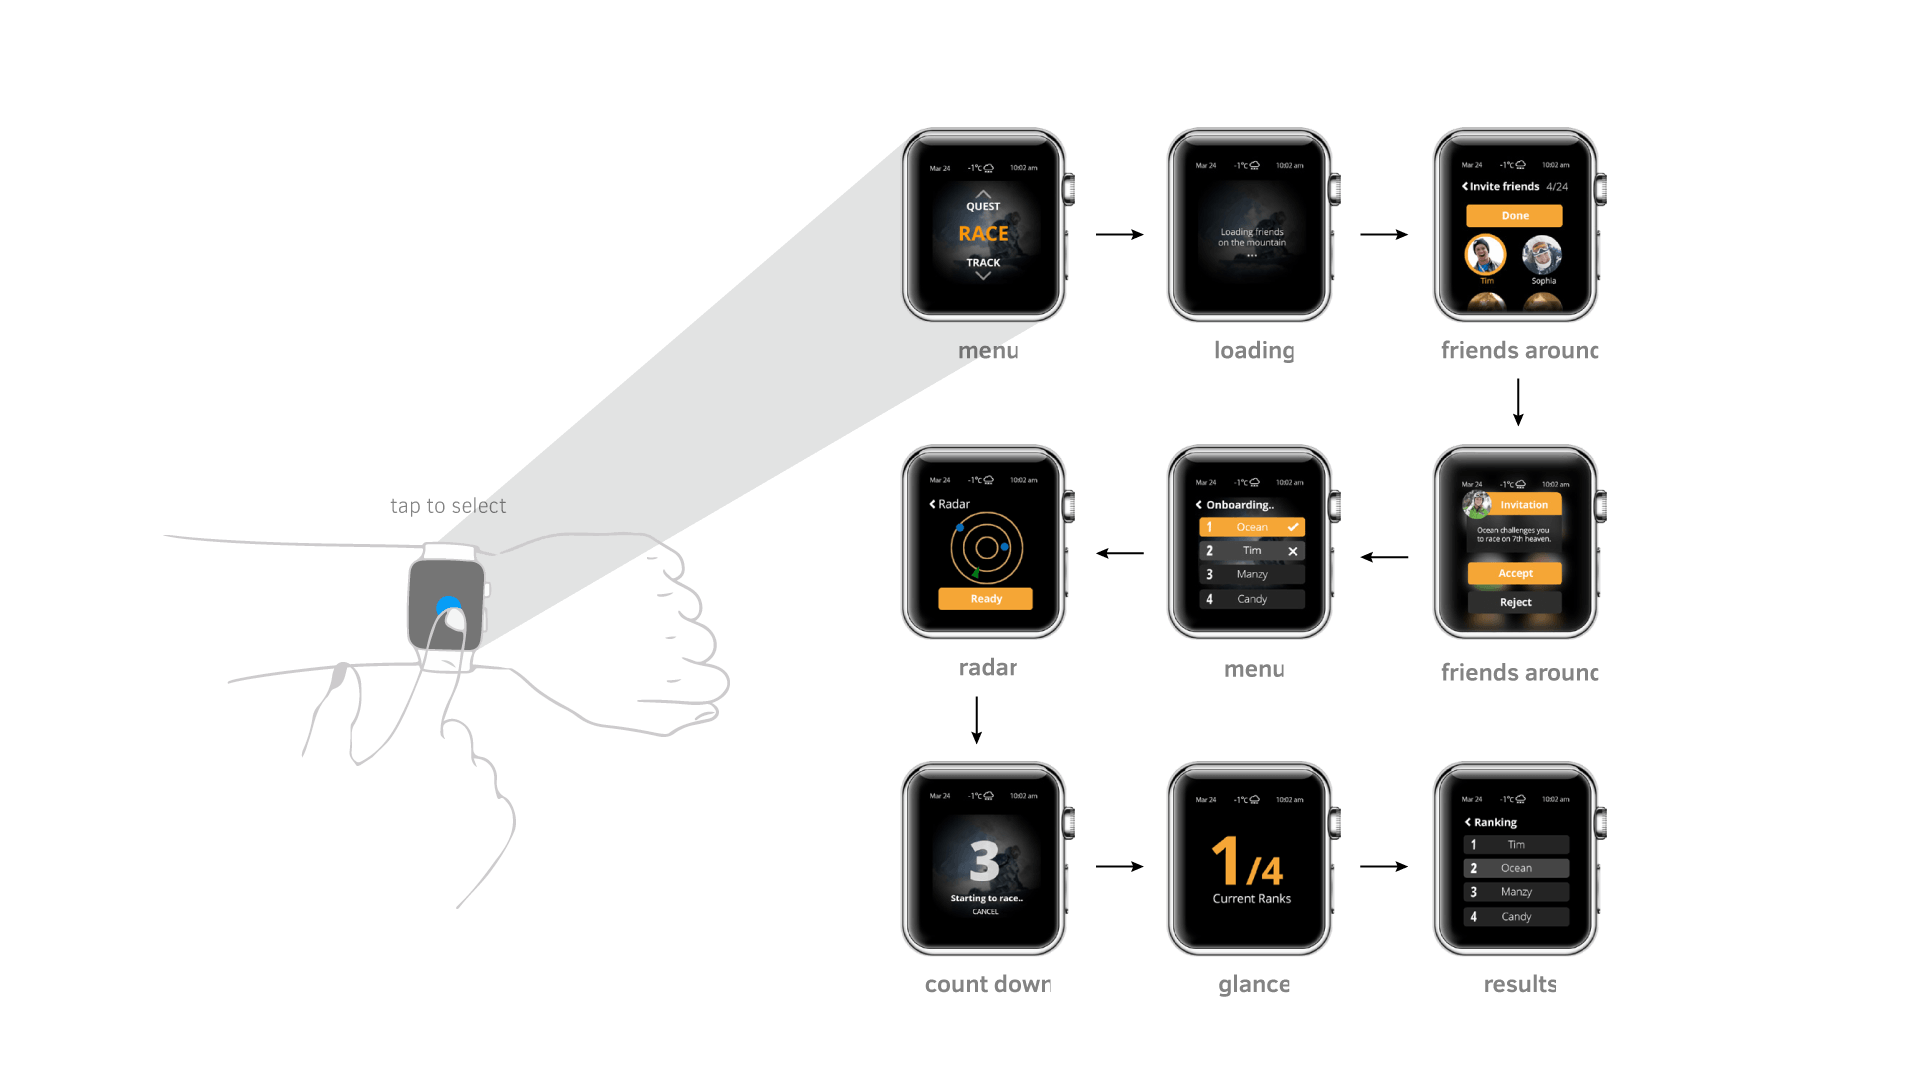 Mar 24 -1°C 10:02 am
QUEST
RACE
TRACK
menu
Mar 24 -1°C 10:02 am
Loading friends
on the mountain
...
loading
Mar 24 -1°C 10:02 am
Invite friends 4/24
Done
Tim Sophia
friends around
tap to select
Mar 24 -1°C 10:02 am
Radar
Ready
radar
Mar 24 -1°C 10:02 am
Onboarding..
1 Ocean
2 Tim
3 Manzy
4 Candy
menu
Mar 24 -1°C 10:02 am
Invitation
Ocean challenges you
to race on 7th heaven.
Accept
Reject
friends around
Mar 24 -1°C 10:02 am
3
Starting to race..
CANCEL
count down
Mar 24 -1°C 10:02 am
1/4
Current Ranks
glance
Mar 24 -1°C 10:02 am
Ranking
1 Tim
2 Ocean
3 Manzy
4 Candy
results